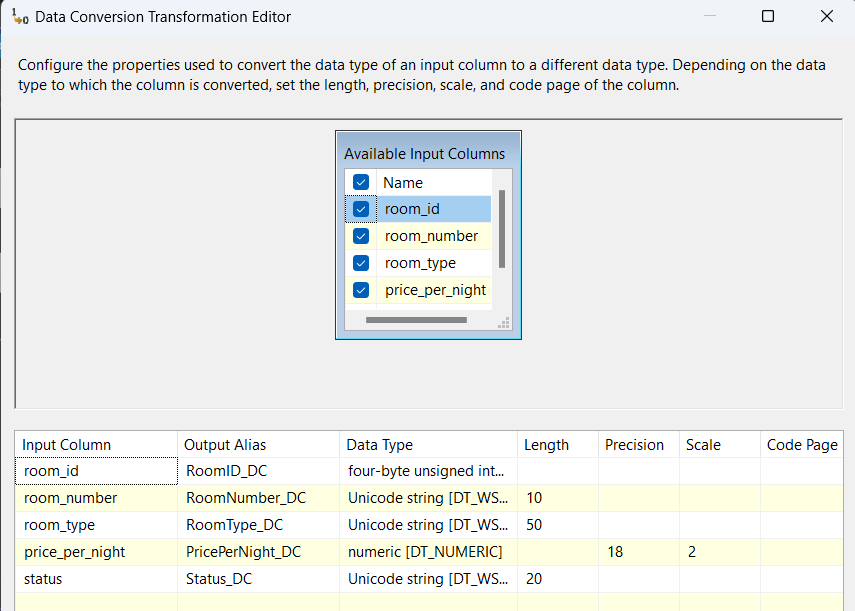 Data Conversion Transformation Editor
Configure the properties used to convert the data type of an input column to a different data type. Depending on the data
type to which the column is converted, set the length, precision, scale, and code page of the column.
Available Input Columns
Name
room_id
room_number
room_type
price_per_night
Input Column Output Alias Data Type Length Precision Scale Code Page
room_id RoomID_DC four-byte unsigned int...
room_number RoomNumber_DC Unicode string [DT_WS... 10
room_type RoomType_DC Unicode string [DT_WS... 50
price_per_night PricePerNight_DC numeric [DT_NUMERIC] 18 2
status Status_DC Unicode string [DT_WS... 20